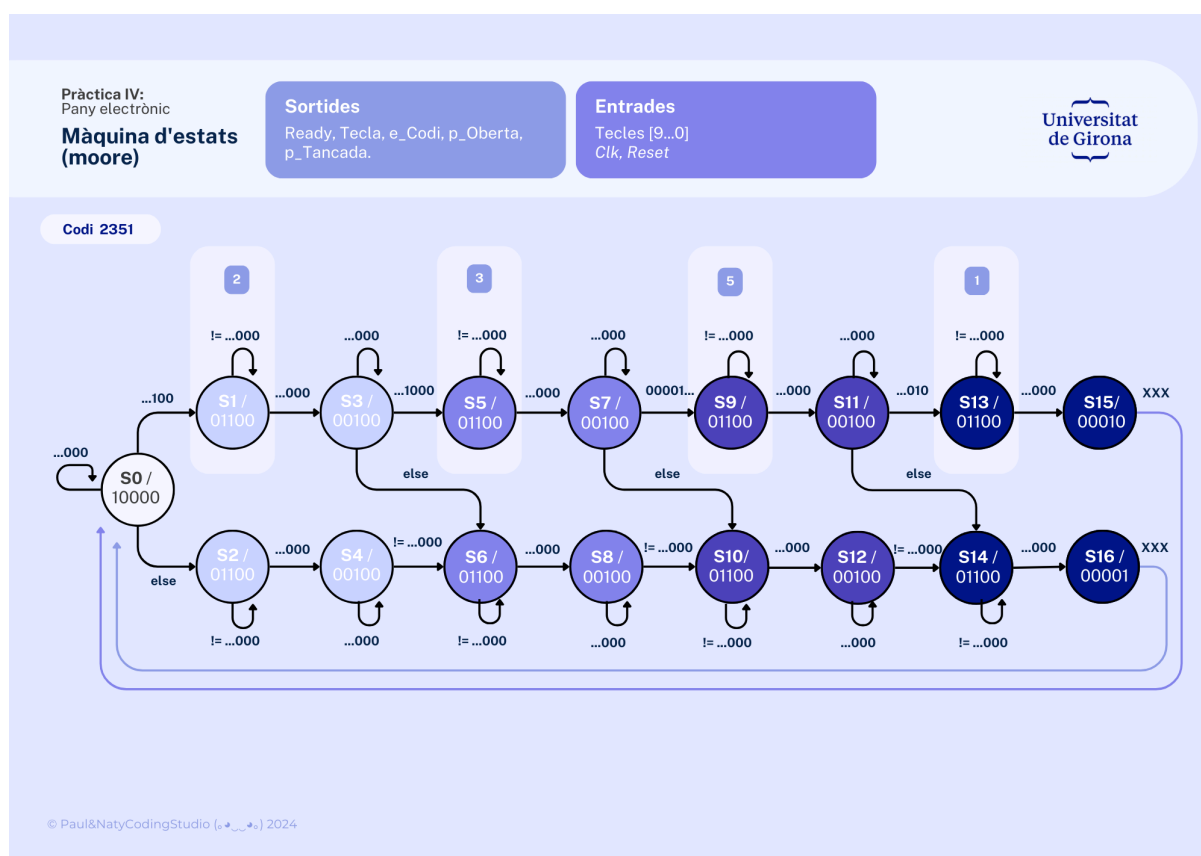 Pràctica IV:
Pany electrònic
Màquina d'estats
(moore)
Sortides
Ready, Tecla, e_Codi, p_Oberta,
p_Tancada.
Entrades
Tecles [9...0]
Clk, Reset
Universitat
de Girona
Codi 2351
2
3
5
1
!= ...000
...000
!= ...000
...000
!= ...000
...000
!= ...000
...100
...000
...1000
...000
00001...
...000
...010
...000
XXX
S1 /
01100
S3 /
00100
S5 /
01100
S7 /
00100
S9 /
01100
S11 /
00100
S13 /
01100
S15/
00010
...000
else
else
else
S0 /
10000
else
...000
!= ...000
...000
!= ...000
...000
!= ...000
...000
XXX
S2 /
01100
S4 /
00100
S6 /
01100
S8 /
00100
S10/
01100
S12 /
00100
S14 /
01100
S16 /
00001
!= ...000
...000
!= ...000
...000
!= ...000
...000
!= ...000
© Paul&NatyCodingStudio (｡◕‿‿◕｡) 2024